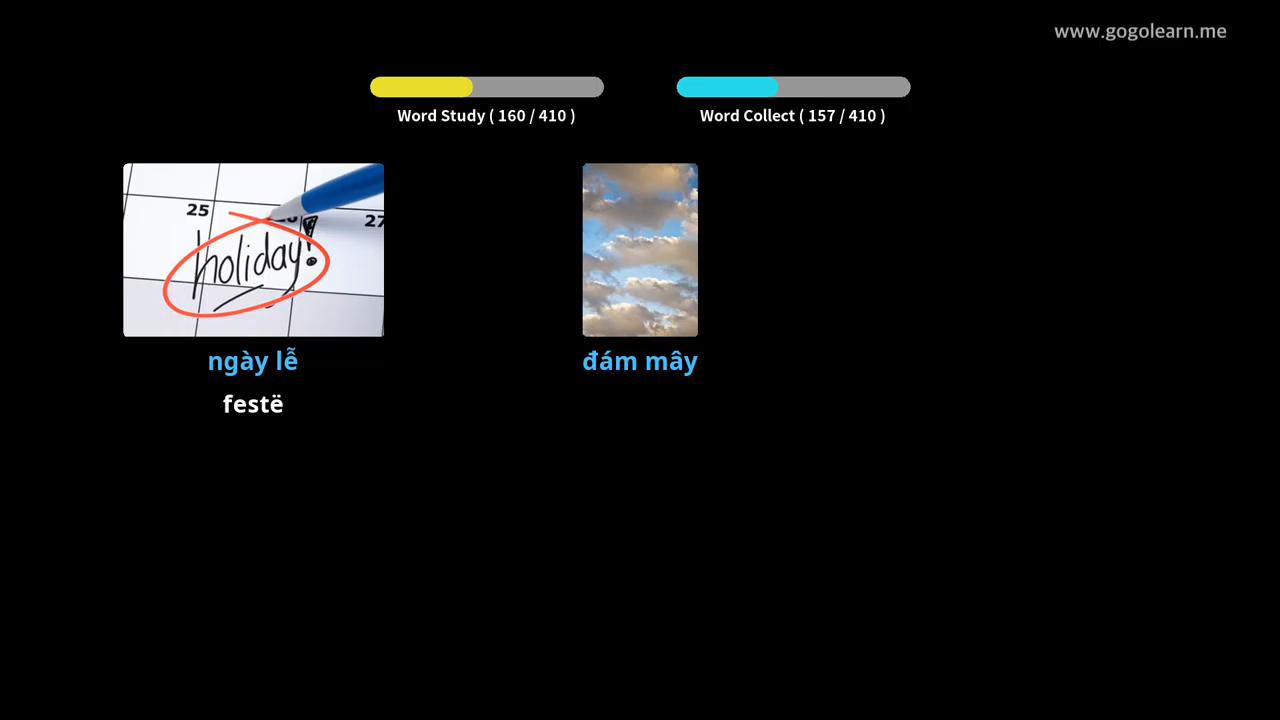 www.gogolearn.me
Word Study ( 160 / 410 )
Word Collect ( 157 / 410 )
25
27
holiday!
ngày lễ
đám mây
festë